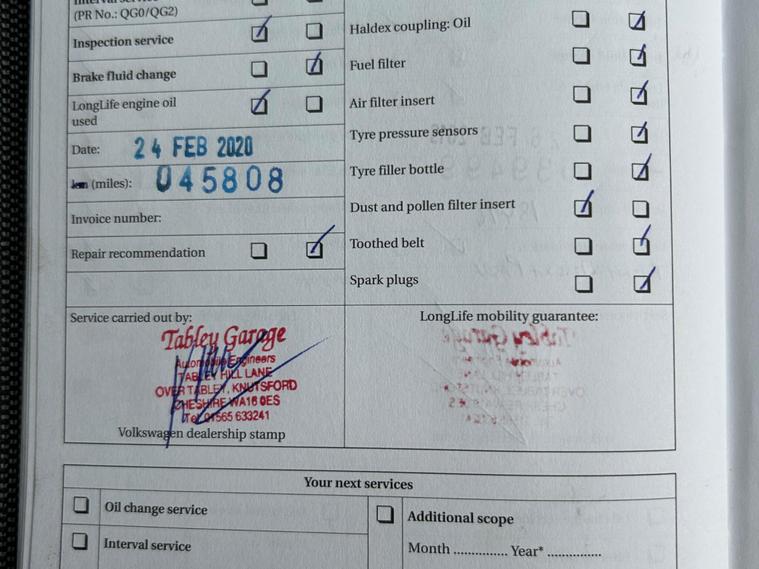 (PR No.: QG0/QG2)
Inspection service
Brake fluid change
LongLife engine oil
used
Date: 24 FEB 2020
km (miles): 045808
Invoice number:
Repair recommendation
Haldex coupling: Oil
Fuel filter
Air filter insert
Tyre pressure sensors
Tyre filler bottle
Dust and pollen filter insert
Toothed belt
Spark plugs
Service carried out by:
Tabley Garage
Automobile Engineers
TABLEY HILL LANE
OVER TABLEY, KNUTSFORD
CHESHIRE WA16 0ES
Tel: 01565 633241
Volkswagen dealership stamp
LongLife mobility guarantee:
Your next services
Oil change service
Interval service
Additional scope
Month ............... Year* ...............